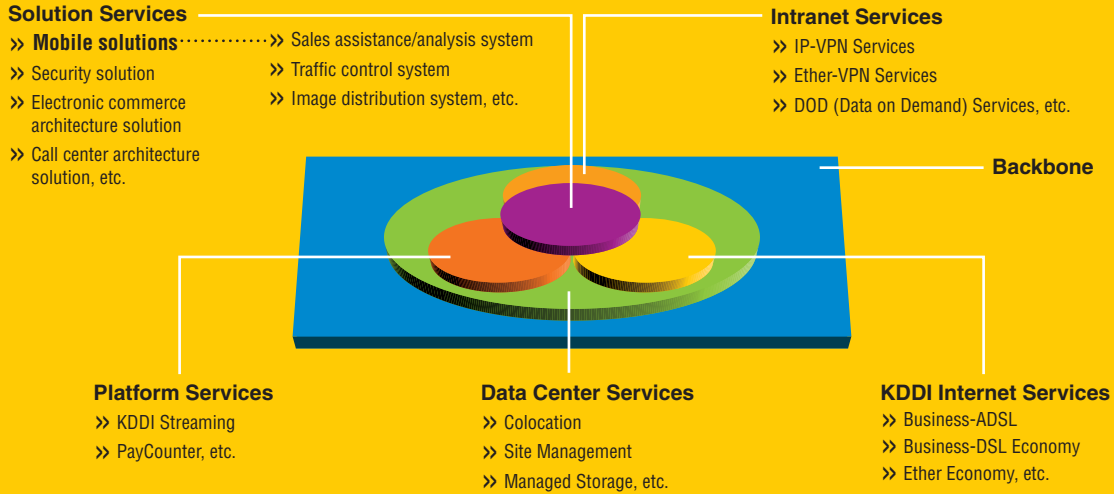 Solution Services
» Mobile solutions
» Security solution
» Electronic commerce
architecture solution
» Call center architecture
solution, etc.
» Sales assistance/analysis system
» Traffic control system
» Image distribution system, etc.
Intranet Services
» IP-VPN Services
» Ether-VPN Services
» DOD (Data on Demand) Services, etc.
Backbone
Platform Services
» KDDI Streaming
» PayCounter, etc.
Data Center Services
» Colocation
» Site Management
» Managed Storage, etc.
KDDI Internet Services
» Business-ADSL
» Business-DSL Economy
» Ether Economy, etc.